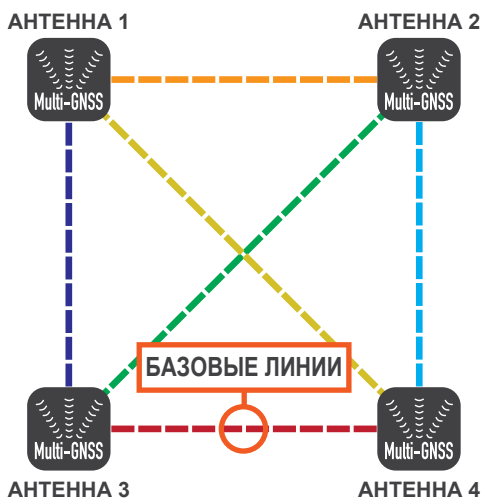 АНТЕННА 1
АНТЕННА 2
Multi-GNSS
Multi-GNSS
БАЗОВЫЕ ЛИНИИ
Multi-GNSS
Multi-GNSS
АНТЕННА 3
АНТЕННА 4